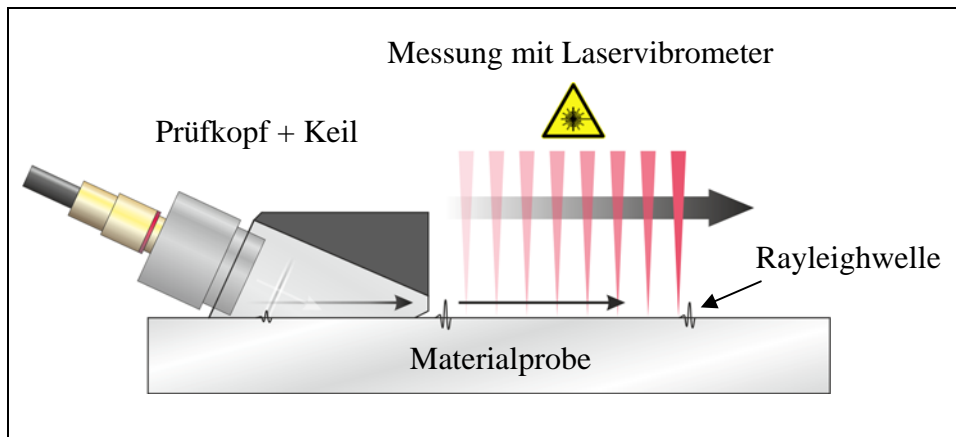 Messung mit Laservibrometer
Prüfkopf + Keil
Rayleighwelle
Materialprobe